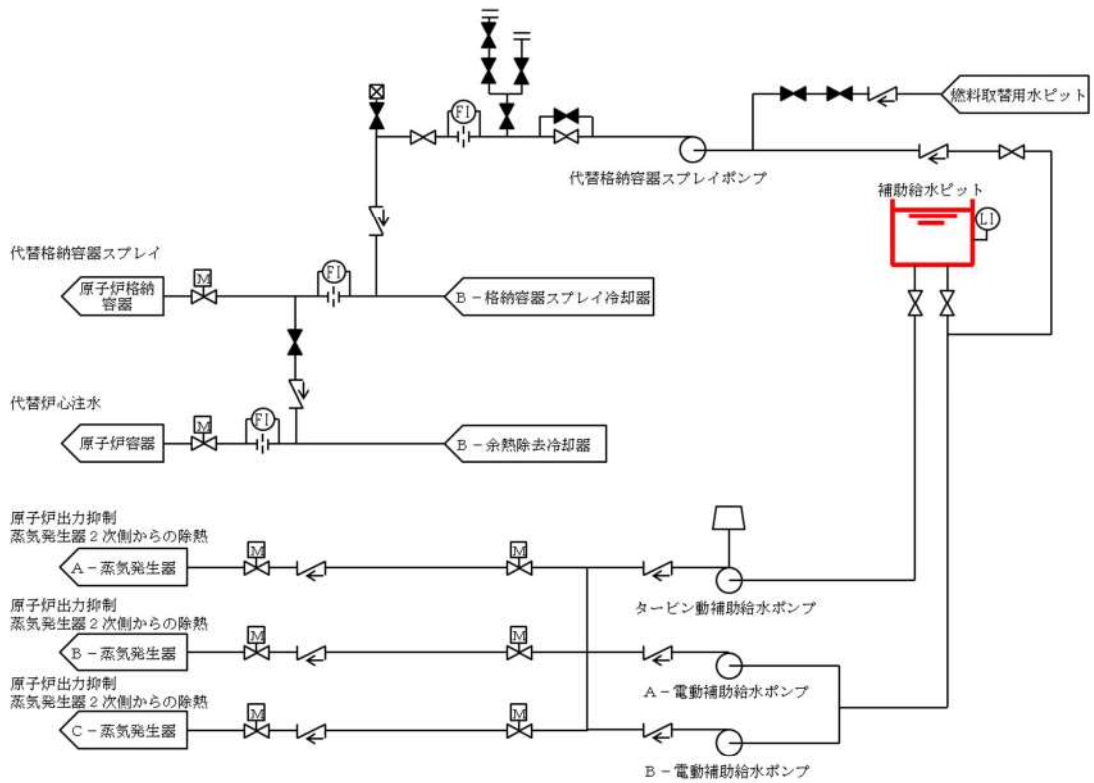 FI
燃料取替用水ピット
代替格納容器スプレイポンプ
補助給水ピット
LI
代替格納容器スプレイ
原子炉格納
容器
M
FI
B－格納容器スプレイ冷却器
代替炉心注水
原子炉容器
M
FI
B－余熱除去冷却器
原子炉出力抑制
蒸気発生器２次側からの除熱
A－蒸気発生器
M
M
タービン動補助給水ポンプ
原子炉出力抑制
蒸気発生器２次側からの除熱
B－蒸気発生器
M
M
A－電動補助給水ポンプ
原子炉出力抑制
蒸気発生器２次側からの除熱
C－蒸気発生器
M
M
B－電動補助給水ポンプ